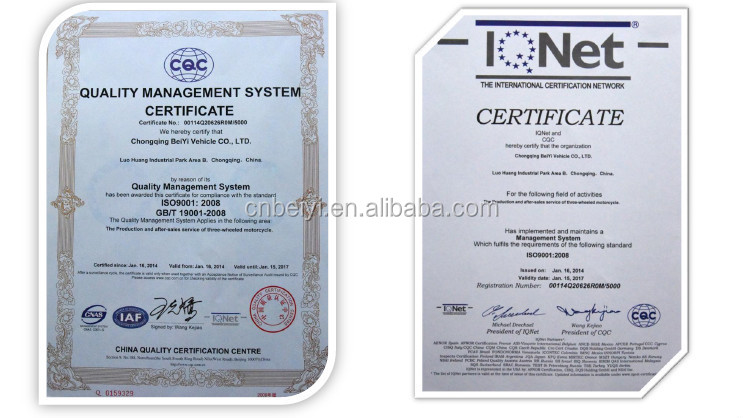 CQC
QUALITY MANAGEMENT SYSTEM
CERTIFICATE
Certificate No.: 00114Q20626R0M/5000
We hereby certify that
Chongqing BeiYi Vehicle CO., LTD.
Luo Huang Industrial Park Area B. Chongqing, China.
by reason of its
Quality Management System
has been awarded this certificate for compliance with the standard
ISO9001: 2008
GB/T 19001-2008
The Quality Management System Applies in the following area:
The Production and after-sales service of three-wheeled motorcycle.
Certified since: Jan. 16, 2014 Valid from: Jan. 16, 2014 Valid until: Jan. 15, 2017
CNAS
IAF
IQNet
Signed by: Wang Kejiao
CHINA QUALITY CERTIFICATION CENTRE
Q 0159329
IQNet
THE INTERNATIONAL CERTIFICATION NETWORK
CERTIFICATE
IQNet and
CQC
hereby certify that the organization
Chongqing BeiYi Vehicle CO., LTD.
Luo Huang Industrial Park Area B. Chongqing, China.
For the following field of activities
The Production and after-sales service of three-wheeled motorcycle.
Has implemented and maintains a
Management System
Which fulfils the requirements of the following standard
ISO9001:2008
Issued on: Jan. 16, 2014
Validity date: Jan. 15, 2017
Registration Number: 00114Q20626R0M/5000
IQNet
CQC
Michael Drechsel Wang Kejiao
President of IQNet President of CQC
IQNet Partners*:
cnbeiyi.en.alibaba.com